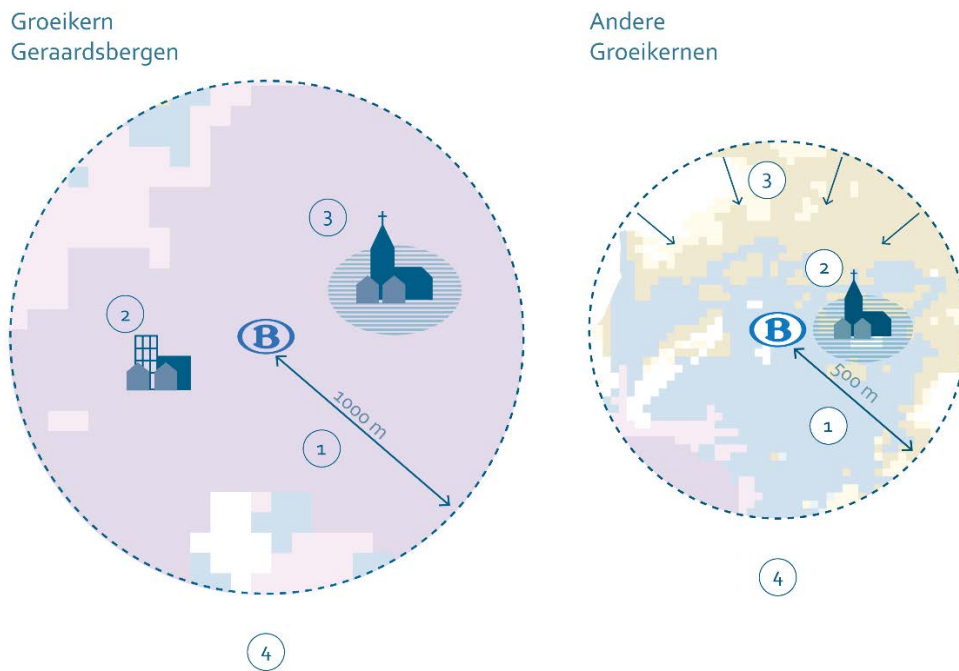 Groeikern
Geraardsbergen
3
2
B
1000 m
1
4
Andere
Groeikernen
3
2
B
500 m
1
4